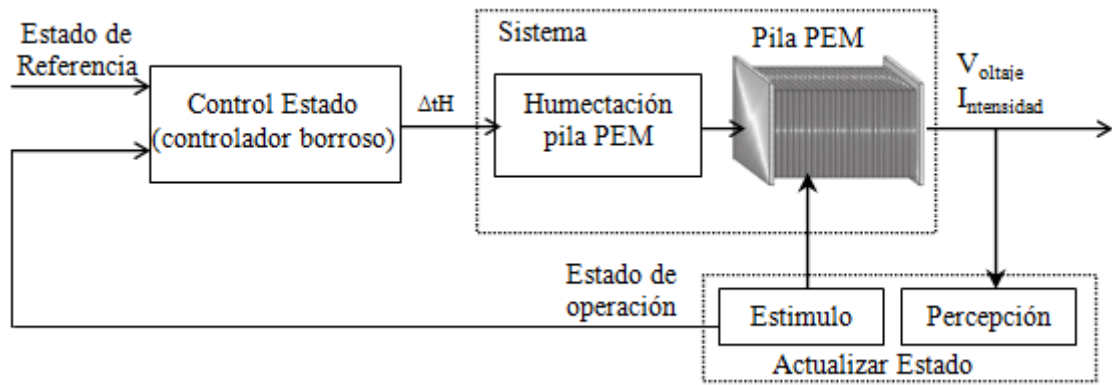 Estado de
Referencia
Control Estado
(controlador borroso)
ΔtH
Sistema
Humectación
pila PEM
Pila PEM
Voltaje
Intensidad
Estado de
operación
Estimulo
Percepción
Actualizar Estado